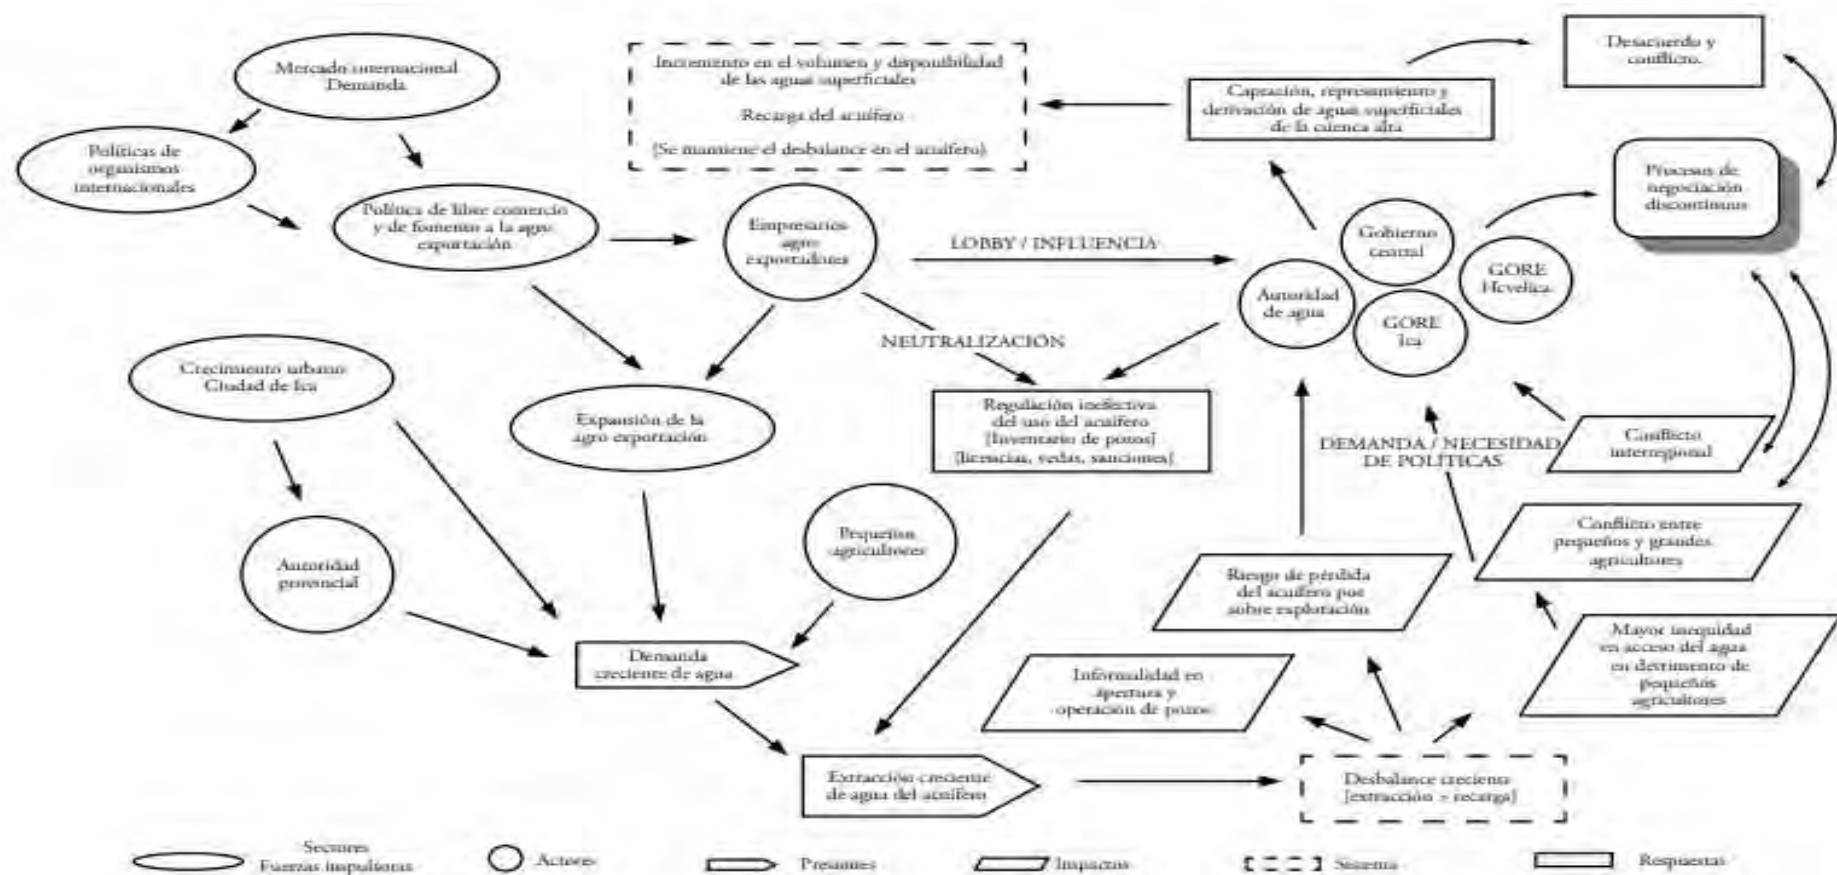 Mercado internacional
Demanda
Políticas de
organismos
internacionales
Política de libre comercio
y de fomento a la agro
exportación
Incremento en el volumen y disponibilidad
de las aguas superficiales
Recarga del acuífero
(Se mantiene el desbalance en el acuífero)
Empresarios
agro
exportadores
LOBBY / INFLUENCIA
NEUTRALIZACIÓN
Captación, represamiento y
derivación de aguas superficiales
de la cuenca alta
Desacuerdo y
conflicto.
Procesos de
negociación
discontinuos
Gobierno
central
GORE
Hcvelica
Autoridad
de agua
GORE
Ica
Crecimiento urbano
Ciudad de Ica
Expansión de la
agro exportación
Regulación inefectiva
del uso del acuífero
[Inventario de pozos]
[licencias, vedas, sanciones]
DEMANDA / NECESIDAD
DE POLÍTICAS
Conflicto
interregional
Autoridad
provincial
Pequeños
agricultores
Conflicto entre
pequeños y grandes
agricultores
Riesgo de pérdida
del acuífero por
sobre explotación
Demanda
creciente de agua
Mayor inequidad
en acceso del agua
en detrimento de
pequeños
agricultores
Informalidad en
apertura y
operación de pozos
Extracción creciente
de agua del acuífero
Desbalance creciente
[extracción > recarga]
Sectores
Fuerzas impulsoras
Actores
Presiones
Impactos
Sistema
Respuestas